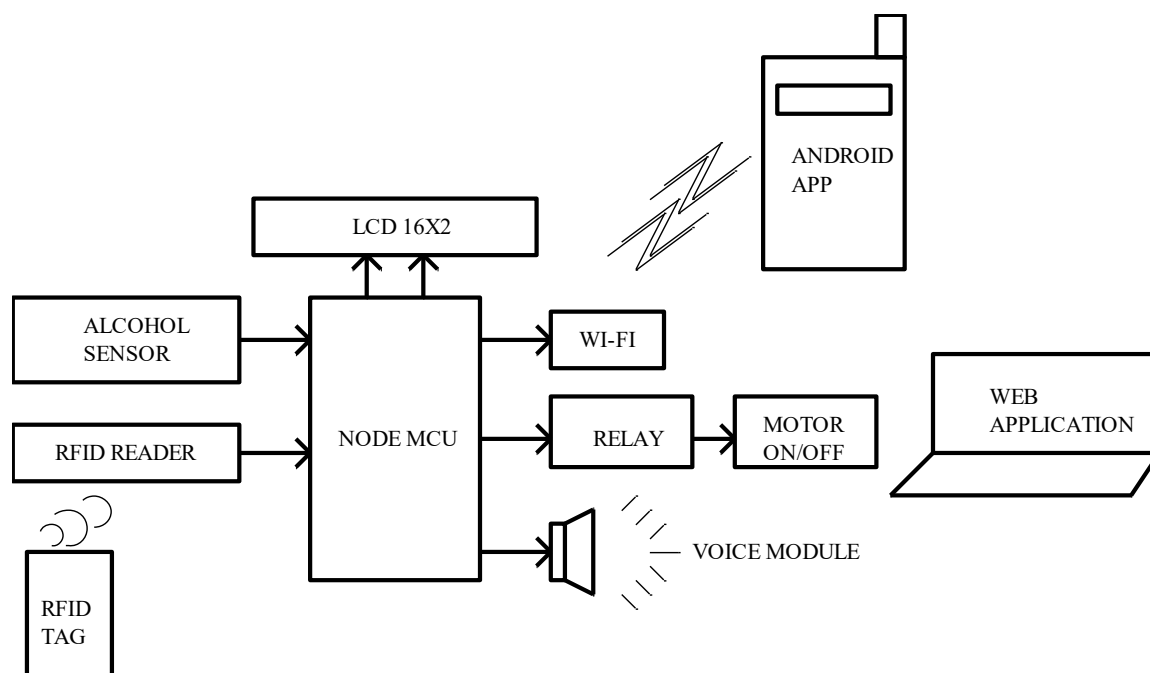 ANDROID
APP
LCD 16X2
ALCOHOL
SENSOR
WI-FI
WEB
APPLICATION
RFID READER
NODE MCU
RELAY
MOTOR
ON/OFF
VOICE MODULE
RFID
TAG